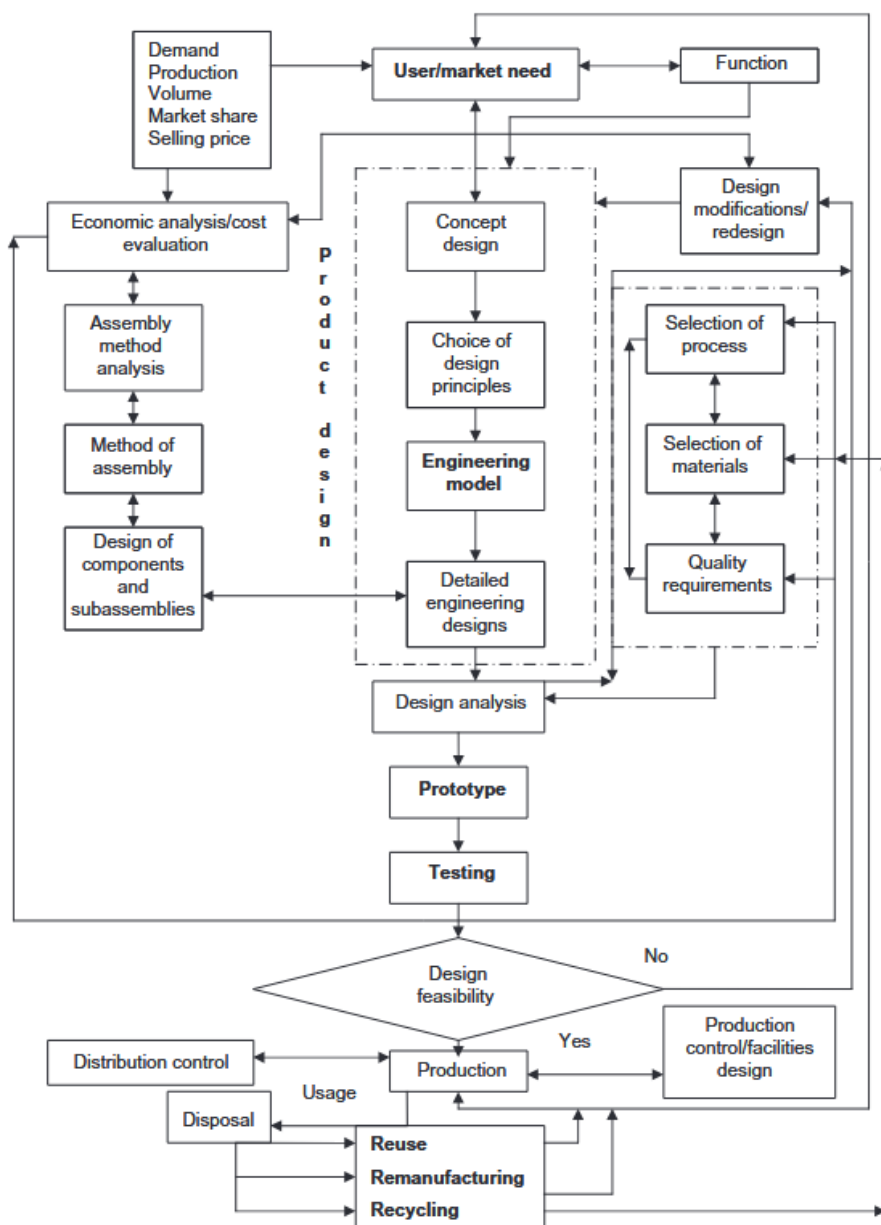 Demand
Production
Volume
Market share
Selling price
User/market need
Function
Economic analysis/cost
evaluation
Concept
design
Design
modifications/
redesign
Product design
Assembly
method
analysis
Choice of
design
principles
Selection of
process
Method of
assembly
Engineering
model
Selection of
materials
Design of
components
and
subassemblies
Detailed
engineering
designs
Quality
requirements
Design analysis
Prototype
Testing
Design
feasibility
No
Yes
Distribution control
Production
Production
control/facilities
design
Usage
Disposal
Reuse
Remanufacturing
Recycling